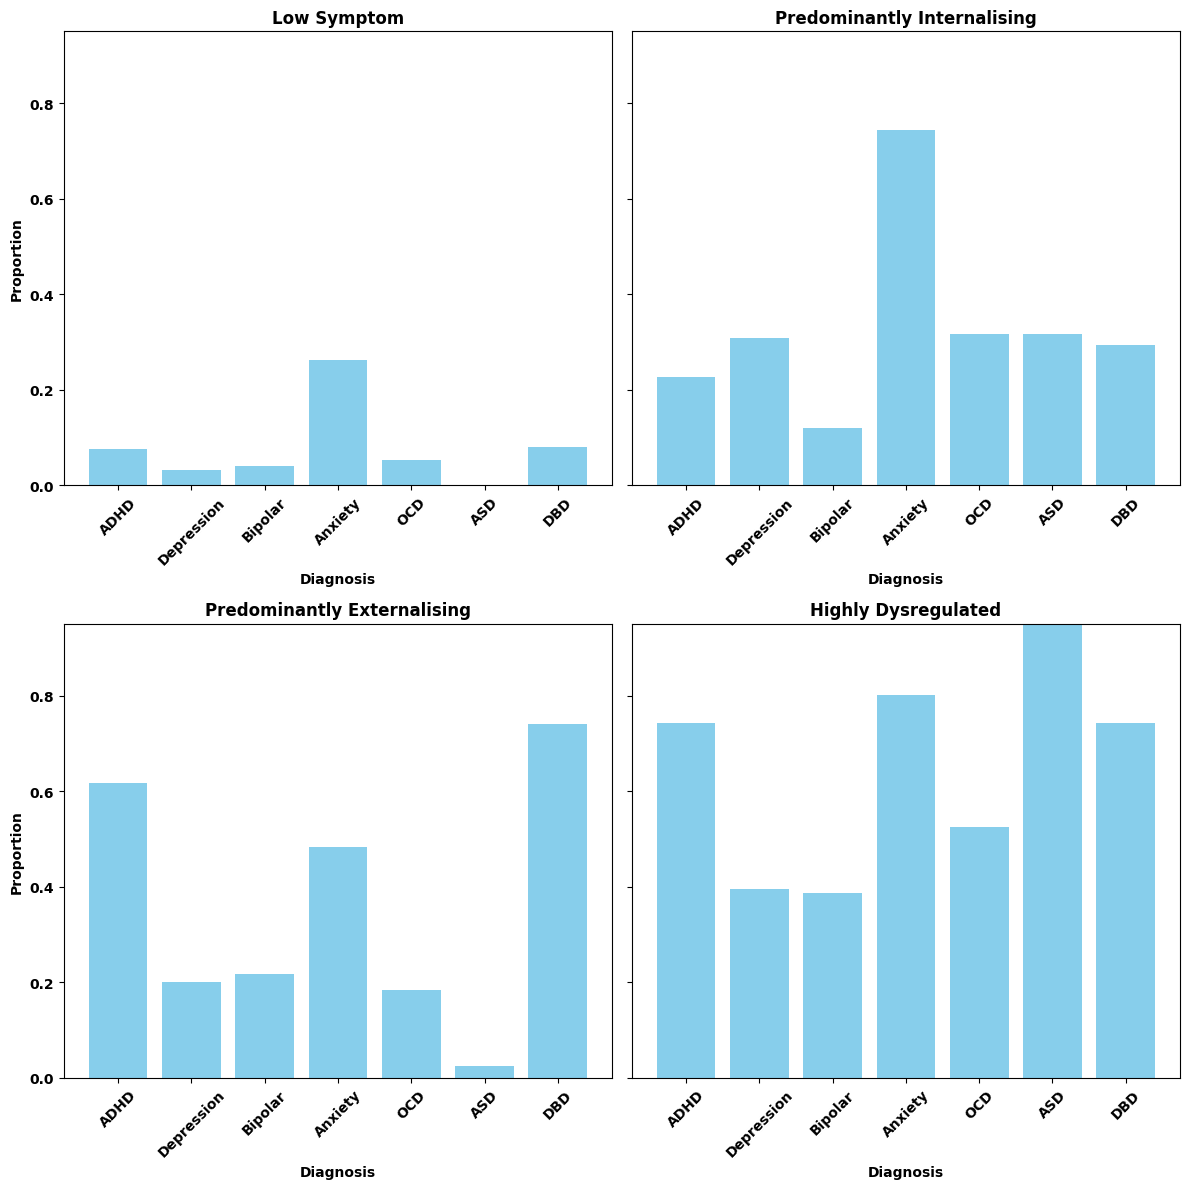 Low Symptom
Predominantly Internalising
0.8
0.6
0.4
0.2
0.0
Proportion
ADHD
Depression
Bipolar
Anxiety
OCD
ASD
DBD
Diagnosis
ADHD
Depression
Bipolar
Anxiety
OCD
ASD
DBD
Diagnosis
Predominantly Externalising
Highly Dysregulated
0.8
0.6
0.4
0.2
0.0
Proportion
ADHD
Depression
Bipolar
Anxiety
OCD
ASD
DBD
Diagnosis
ADHD
Depression
Bipolar
Anxiety
OCD
ASD
DBD
Diagnosis